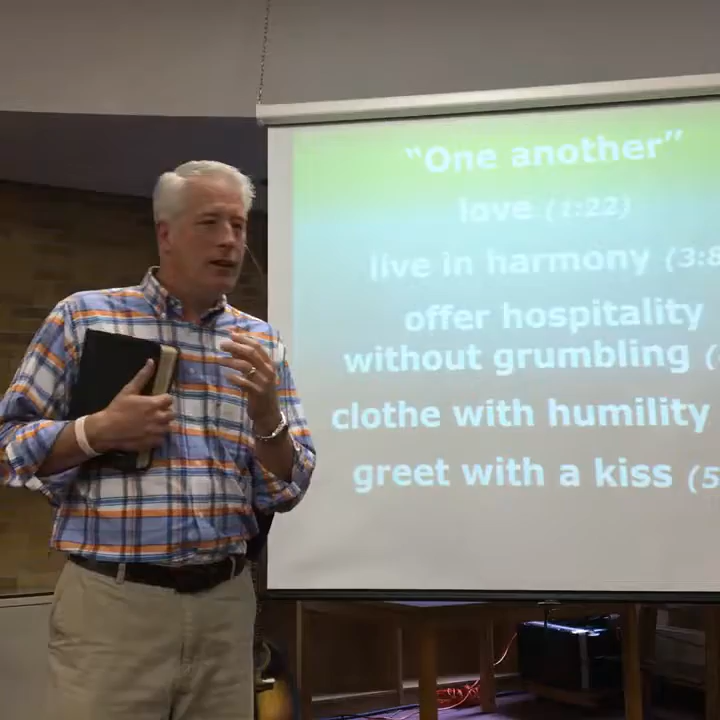 “One another”
love (1:22)
live in harmony (3:8
offer hospitality
without grumbling (
clothe with humility
greet with a kiss (5